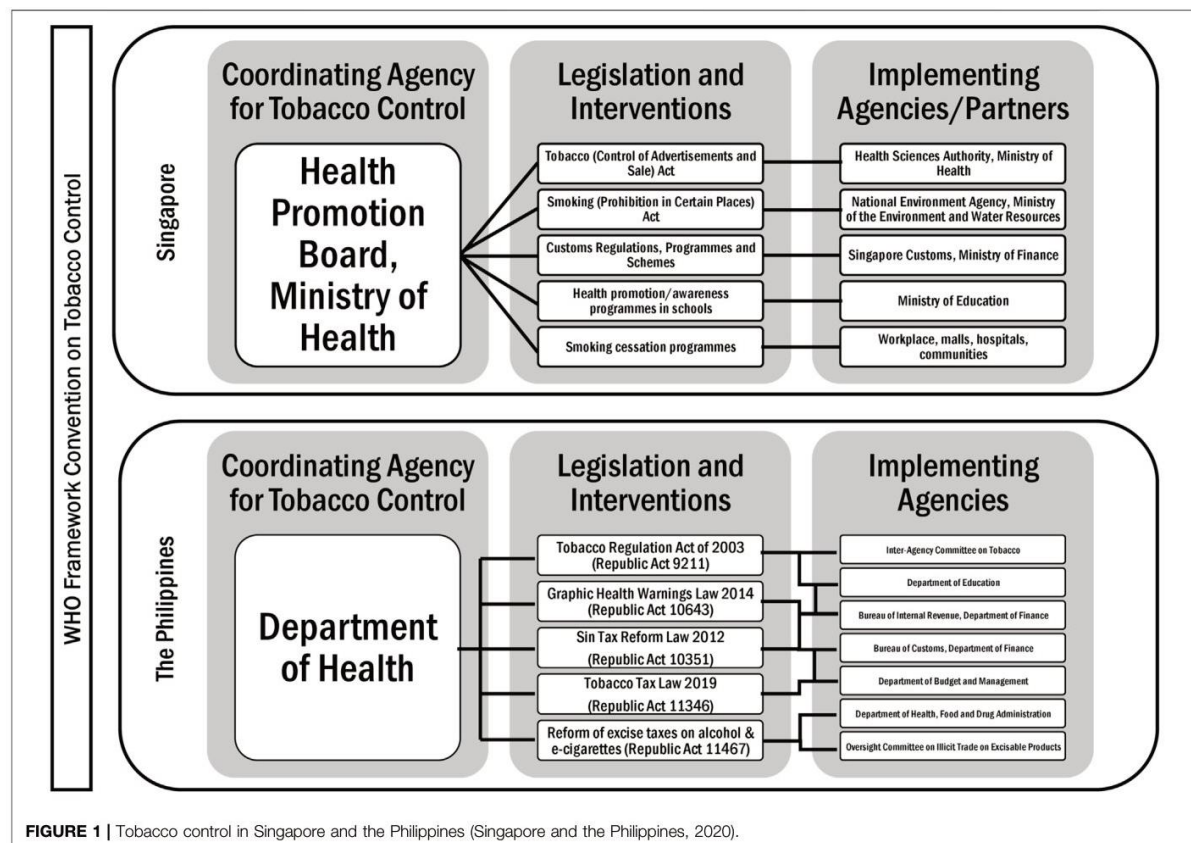 WHO Framework Convention on Tobacco Control
Singapore
Coordinating Agency
for Tobacco Control
Health
Promotion
Board,
Ministry of
Health
Legislation and
Interventions
Tobacco (Control of Advertisements and
Sale) Act
Smoking (Prohibition in Certain Places)
Act
Customs Regulations, Programmes and
Schemes
Health promotion/awareness
programmes in schools
Smoking cessation programmes
Implementing
Agencies/Partners
Health Sciences Authority, Ministry of
Health
National Environment Agency, Ministry
of the Environment and Water Resources
Singapore Customs, Ministry of Finance
Ministry of Education
Workplace, malls, hospitals,
communities
The Philippines
Coordinating Agency
for Tobacco Control
Department
of Health
Legislation and
Interventions
Tobacco Regulation Act of 2003
(Republic Act 9211)
Graphic Health Warnings Law 2014
(Republic Act 10643)
Sin Tax Reform Law 2012
(Republic Act 10351)
Tobacco Tax Law 2019
(Republic Act 11346)
Reform of excise taxes on alcohol &
e-cigarettes (Republic Act 11467)
Implementing
Agencies
Inter-Agency Committee on Tobacco
Department of Education
Bureau of Internal Revenue, Department of Finance
Bureau of Customs, Department of Finance
Department of Budget and Management
Department of Health, Food and Drug Administration
Oversight Committee on Illicit Trade on Excisable Products
FIGURE 1 | Tobacco control in Singapore and the Philippines (Singapore and the Philippines, 2020).